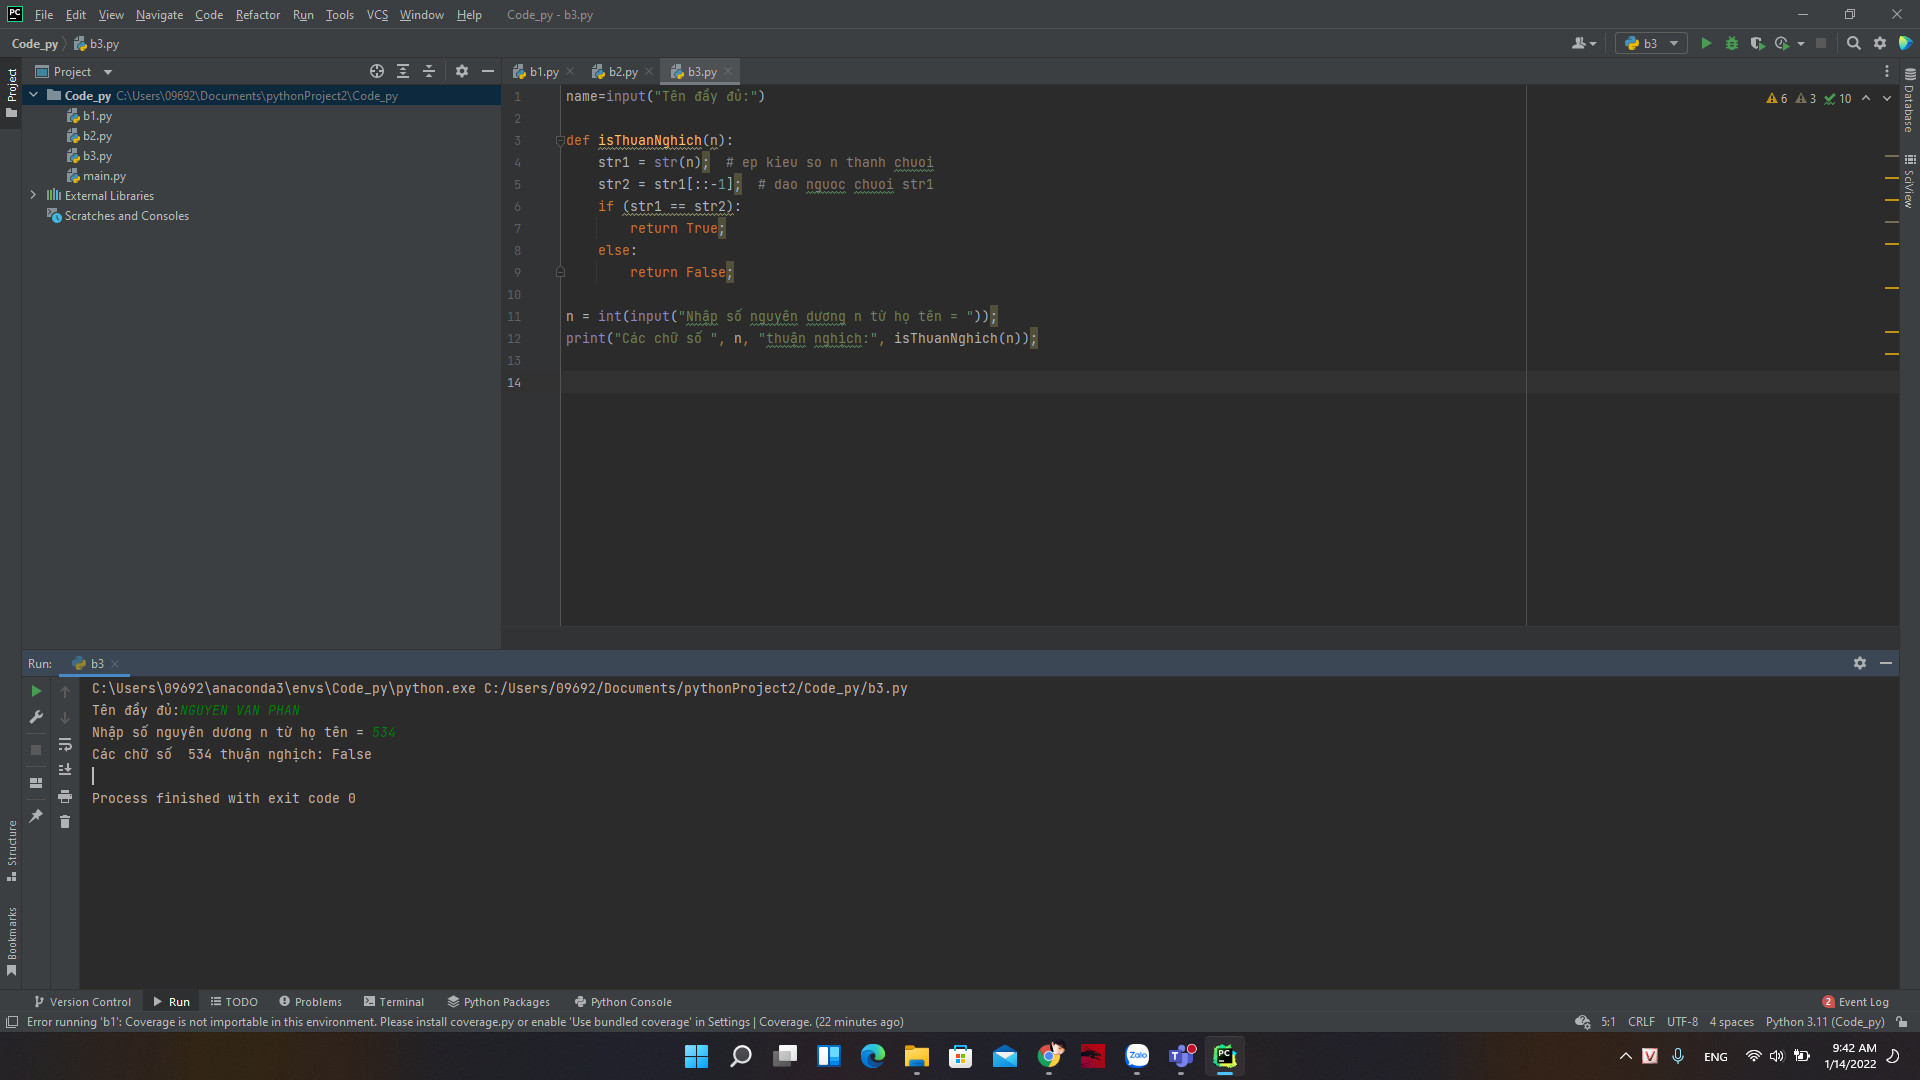 PC File Edit View Navigate Code Refactor Run Tools VCS Window Help Code_py - b3.py
Code_py b3.py b3
Project
b1.py b2.py b3.py
Project
Code_py C:\Users\09692\Documents\pythonProject2\Code_py
b1.py
b2.py
b3.py
main.py
External Libraries
Scratches and Consoles
6 3 10
1 name=input("Tên đầy đủ:")
2
3 def isThuanNghich(n):
4 str1 = str(n); # ep kieu so n thanh chuoi
5 str2 = str1[::-1]; # dao nguoc chuoi str1
6 if (str1 == str2):
7 return True;
8 else:
9 return False;
10
11 n = int(input("Nhập số nguyên dương n từ họ tên = "));
12 print("Các chữ số ", n, "thuận nghịch:", isThuanNghich(n));
13
14
Database
SciView
Run: b3
C:\Users\09692\anaconda3\envs\Code_py\python.exe C:/Users/09692/Documents/pythonProject2/Code_py/b3.py
Tên đầy đủ:NGUYEN VAN PHAN
Nhập số nguyên dương n từ họ tên = 534
Các chữ số  534 thuận nghịch: False
Process finished with exit code 0
Structure
Bookmarks
Version Control Run TODO Problems Terminal Python Packages Python Console 2 Event Log
Error running 'b1': Coverage is not importable in this environment. Please install coverage.py or enable 'Use bundled coverage' in Settings | Coverage. (22 minutes ago) 5:1 CRLF UTF-8 4 spaces Python 3.11 (Code_py)
Zalo PC V ENG 9:42 AM
1/14/2022